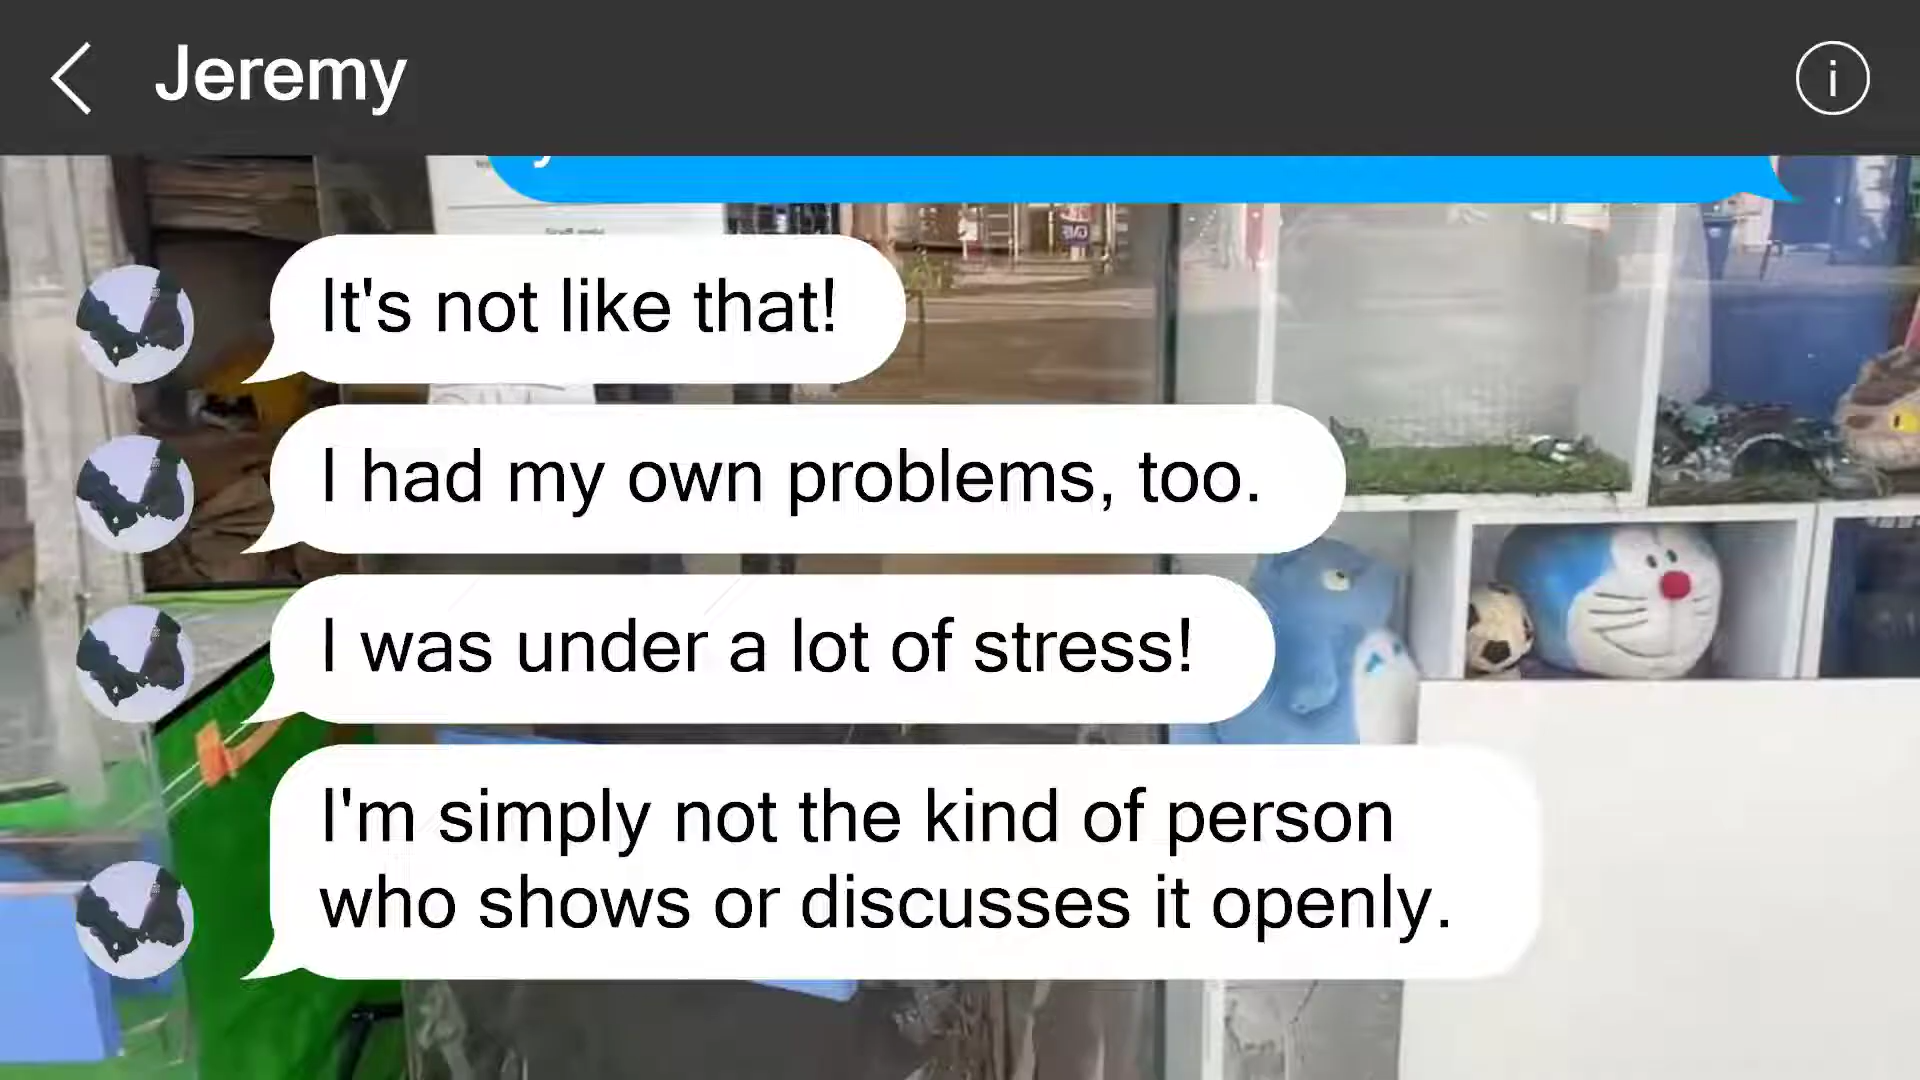 Jeremy
It's not like that!
I had my own problems, too.
I was under a lot of stress!
I'm simply not the kind of person
who shows or discusses it openly.